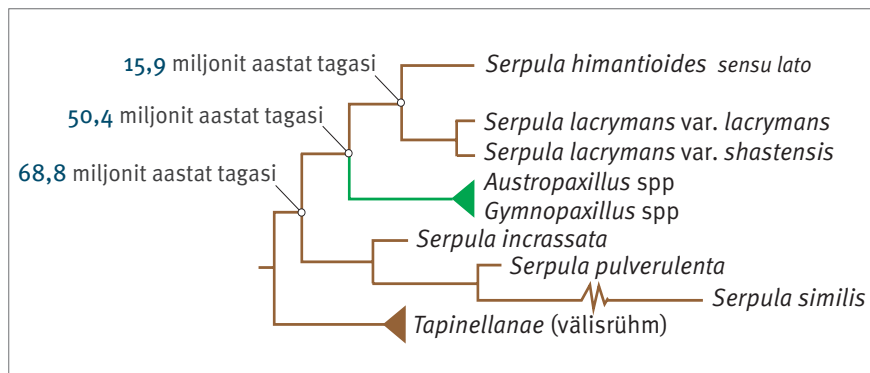 15,9 miljonit aastat tagasi
Serpula himantioides sensu lato
50,4 miljonit aastat tagasi
Serpula lacrymans var. lacrymans
Serpula lacrymans var. shastensis
68,8 miljonit aastat tagasi
Austropaxillus spp
Gymnopaxillus spp
Serpula incrassata
Serpula pulverulenta
Serpula similis
Tapinellanae (välisrühm)